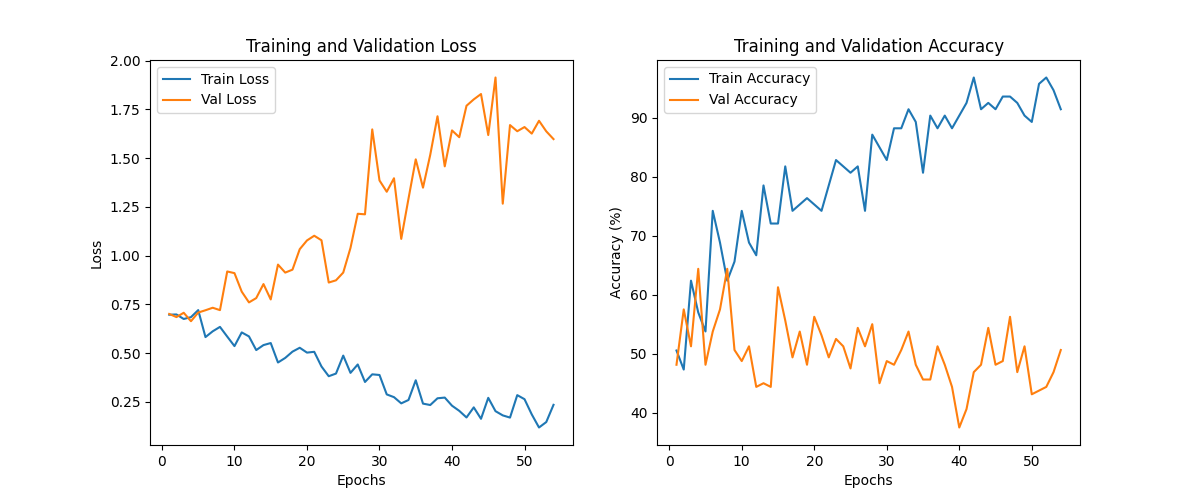 Training and Validation Loss
Train Loss
Val Loss
2.00
1.75
1.50
1.25
1.00
0.75
0.50
0.25
Loss
0 10 20 30 40 50
Epochs
Training and Validation Accuracy
Train Accuracy
Val Accuracy
90
80
70
60
50
40
Accuracy (%)
0 10 20 30 40 50
Epochs